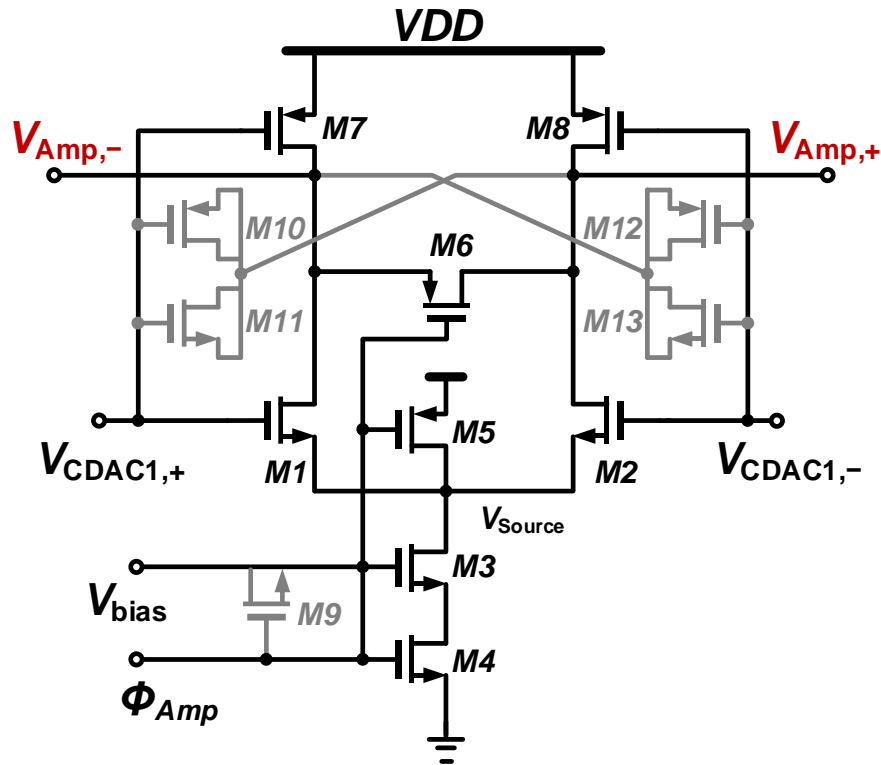 VDD
M7
M8
VAmp,−
VAmp,+
M10
M12
M6
M11
M13
M5
VCDAC1,+
M1
M2
VCDAC1,−
VSource
M3
Vbias
M9
M4
ΦAmp